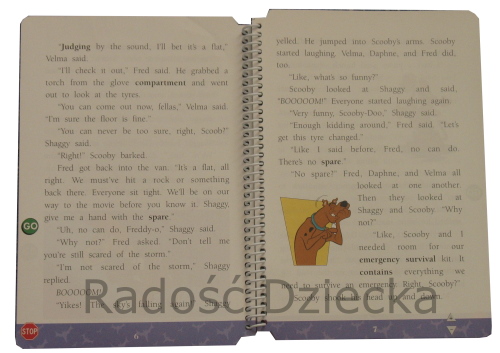 "Judging by the sound, I'll bet it's a flat,"
Velma said.
"I'll check it out," Fred said. He grabbed a
torch from the glove compartment and went
out to look at the tyres.
"You can come out now, fellas," Velma said.
"I'm sure the floor is fine."
"You can never be too sure, right, Scoob?"
Shaggy said.
"Right!" Scooby barked.
Fred got back into the van. "It's a flat, all
right. We must've hit a rock or something
back there. Everyone sit tight. We'll be on our
way to the movie before you know it. Shaggy,
give me a hand with the spare."
GO
"Uh, no can do, Freddy-o," Shaggy said.
"Why not?" Fred asked. "Don't tell me
you're still scared of the storm."
"I'm not scared of the storm," Shaggy
replied.
BOOOOOM!
"Yikes! The sky's falling again!" Shaggy
STOP
6
yelled. He jumped into Scooby's arms. Scooby
started laughing. Velma, Daphne, and Fred did,
too.
"Like, what's so funny?"
Scooby looked at Shaggy and said,
"BOOOOOM!" Everyone started laughing again.
"Very funny, Scooby-Doo," Shaggy said.
"Enough kidding around," Fred said. "Let's
get this tyre changed."
"Like I said before, Fred, no can do.
There's no spare."
"No spare?" Fred, Daphne, and Velma all
looked at one another.
Then they looked at
Shaggy and Scooby. "Why
not?"
"Like, Scooby and I
needed room for our
emergency survival kit. It
contains everything we
need to survive an emergency. Right, Scooby?"
Scooby shook his head up and down.
7
Radość Dziecka